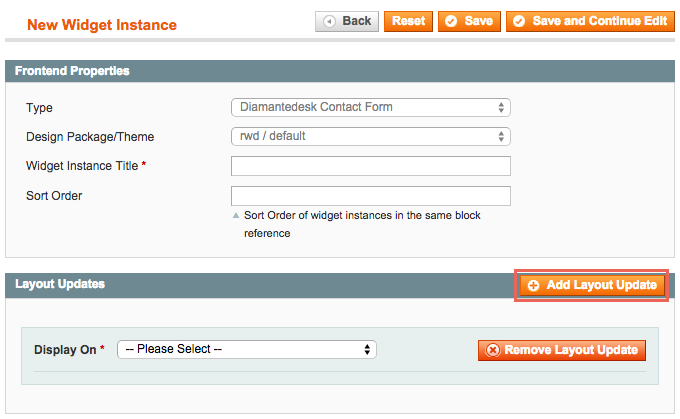 New Widget Instance
Back
Reset
Save
Save and Continue Edit
Frontend Properties
Type
Diamantedesk Contact Form
Design Package/Theme
rwd / default
Widget Instance Title *
Sort Order
Sort Order of widget instances in the same block
reference
Layout Updates
Add Layout Update
Display On *
-- Please Select --
Remove Layout Update